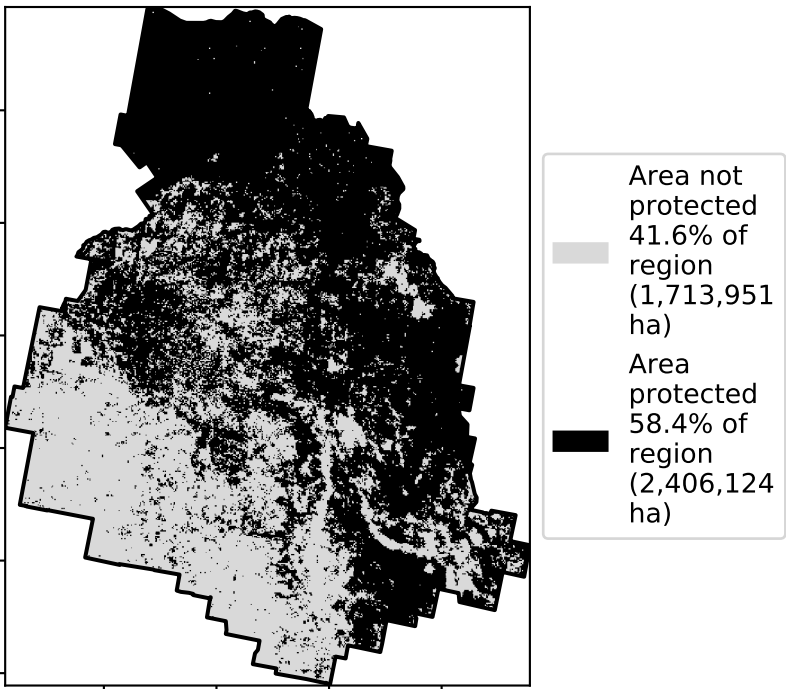 Area not
protected
41.6% of
region
(1,713,951
ha)
Area
protected
58.4% of
region
(2,406,124
ha)